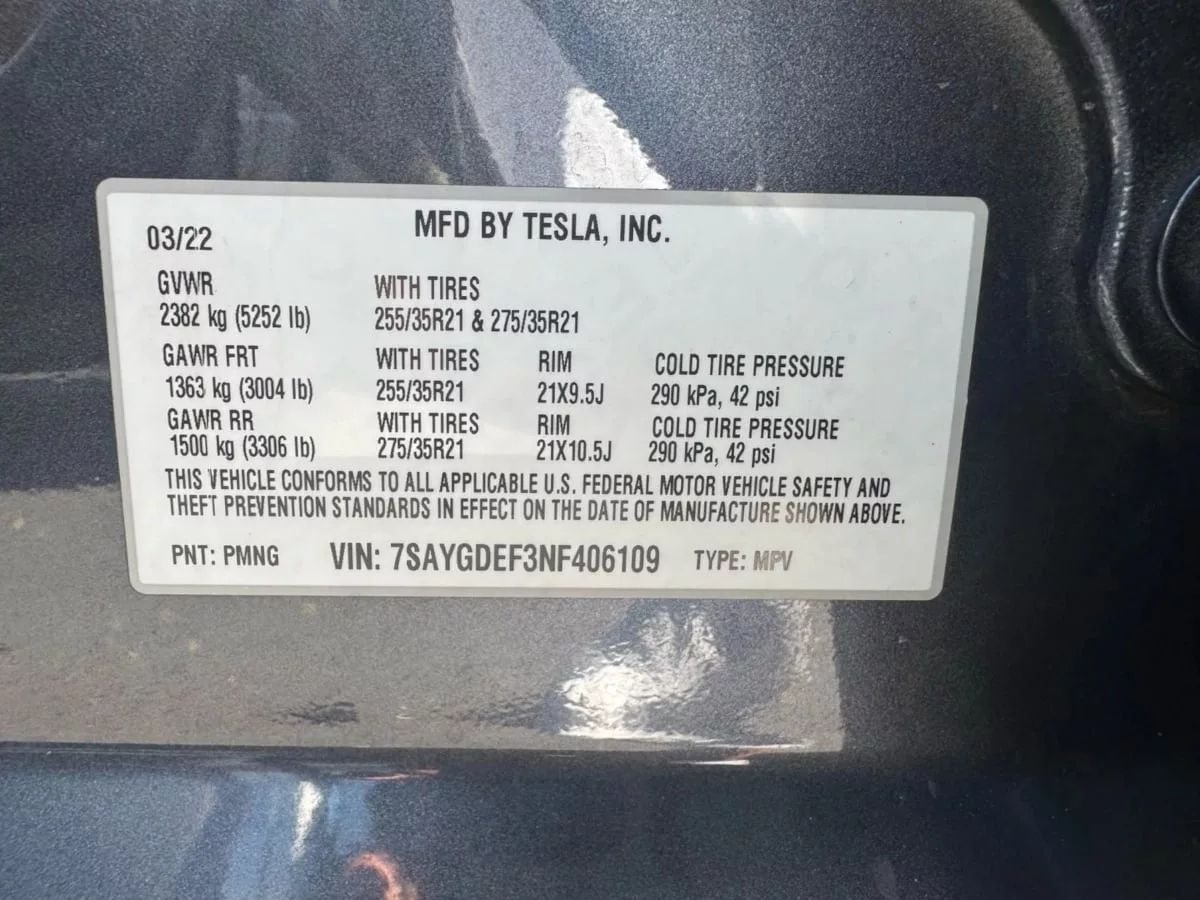 MFD BY TESLA, INC.
03/22
GVWR WITH TIRES
2382 kg (5252 lb) 255/35R21 & 275/35R21
GAWR FRT WITH TIRES RIM COLD TIRE PRESSURE
1363 kg (3004 lb) 255/35R21 21X9.5J 290 kPa, 42 psi
GAWR RR WITH TIRES RIM COLD TIRE PRESSURE
1500 kg (3306 lb) 275/35R21 21X10.5J 290 kPa, 42 psi
THIS VEHICLE CONFORMS TO ALL APPLICABLE U.S. FEDERAL MOTOR VEHICLE SAFETY AND
THEFT PREVENTION STANDARDS IN EFFECT ON THE DATE OF MANUFACTURE SHOWN ABOVE.
PNT: PMNG VIN: 7SAYGDEF3NF406109 TYPE: MPV